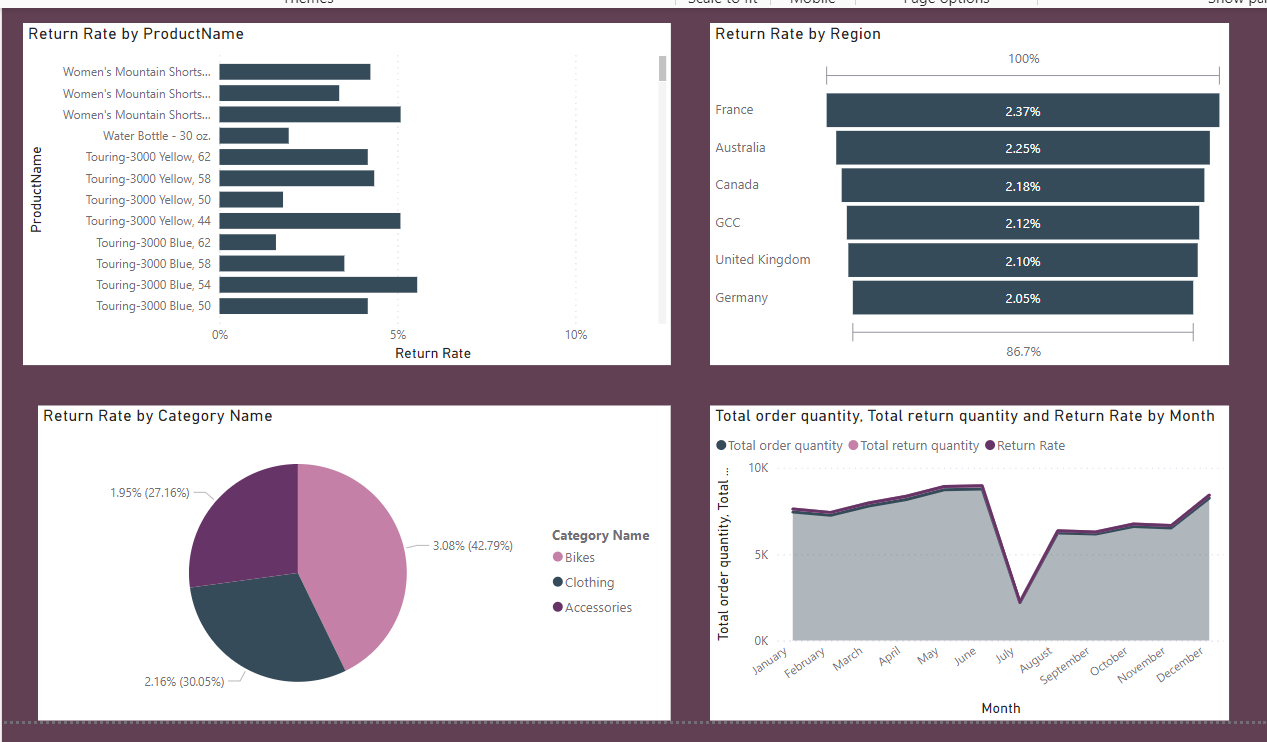 Themes
Scale to fit
Mobile
Page options
Return Rate by ProductName
ProductName
Women's Mountain Shorts...
Women's Mountain Shorts...
Women's Mountain Shorts...
Water Bottle - 30 oz.
Touring-3000 Yellow, 62
Touring-3000 Yellow, 58
Touring-3000 Yellow, 50
Touring-3000 Yellow, 44
Touring-3000 Blue, 62
Touring-3000 Blue, 58
Touring-3000 Blue, 54
Touring-3000 Blue, 50
0% 5% 10%
Return Rate
Return Rate by Region
100%
France 2.37%
Australia 2.25%
Canada 2.18%
GCC 2.12%
United Kingdom 2.10%
Germany 2.05%
86.7%
Return Rate by Category Name
1.95% (27.16%)
3.08% (42.79%)
2.16% (30.05%)
Category Name
Bikes
Clothing
Accessories
Total order quantity, Total return quantity and Return Rate by Month
Total order quantity Total return quantity Return Rate
Total order quantity, Total ...
10K
5K
0K
January February March April May June July August September October November December
Month